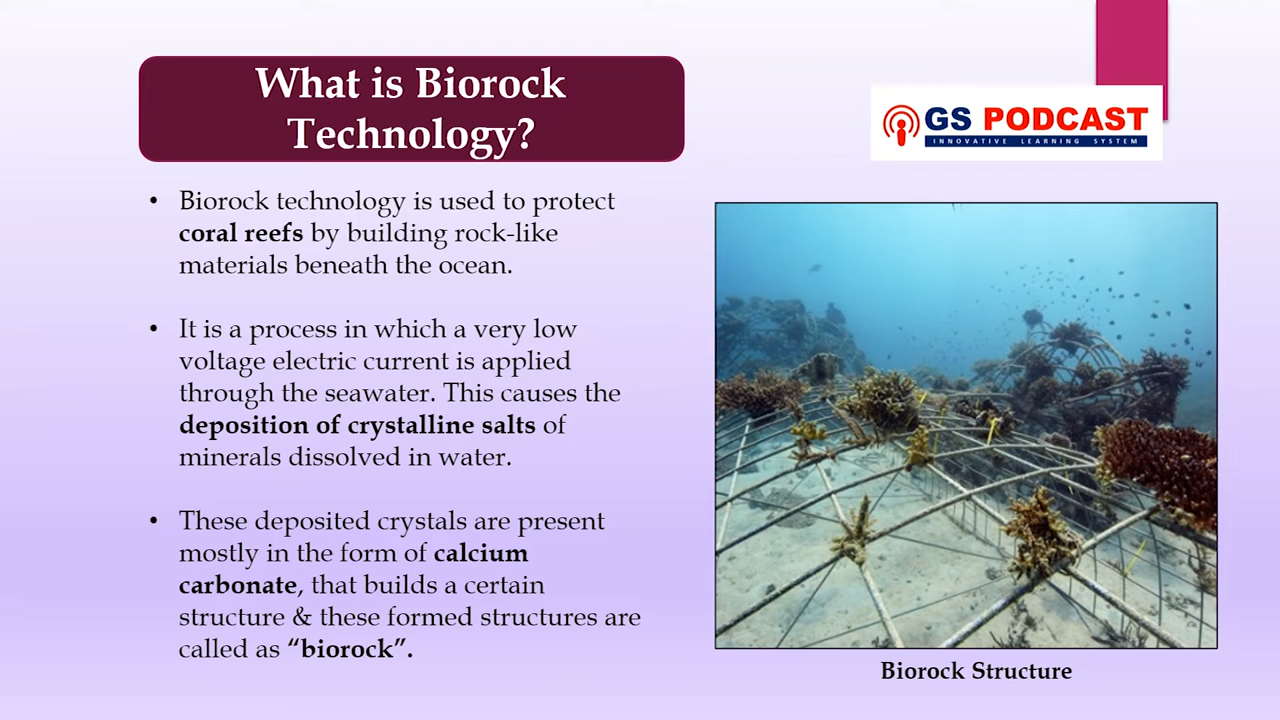 What is Biorock
Technology?
GS PODCAST
INNOVATIVE LEARNING SYSTEM
• Biorock technology is used to protect
coral reefs by building rock-like
materials beneath the ocean.
• It is a process in which a very low
voltage electric current is applied
through the seawater. This causes the
deposition of crystalline salts of
minerals dissolved in water.
• These deposited crystals are present
mostly in the form of calcium
carbonate, that builds a certain
structure & these formed structures are
called as “biorock”.
Biorock Structure